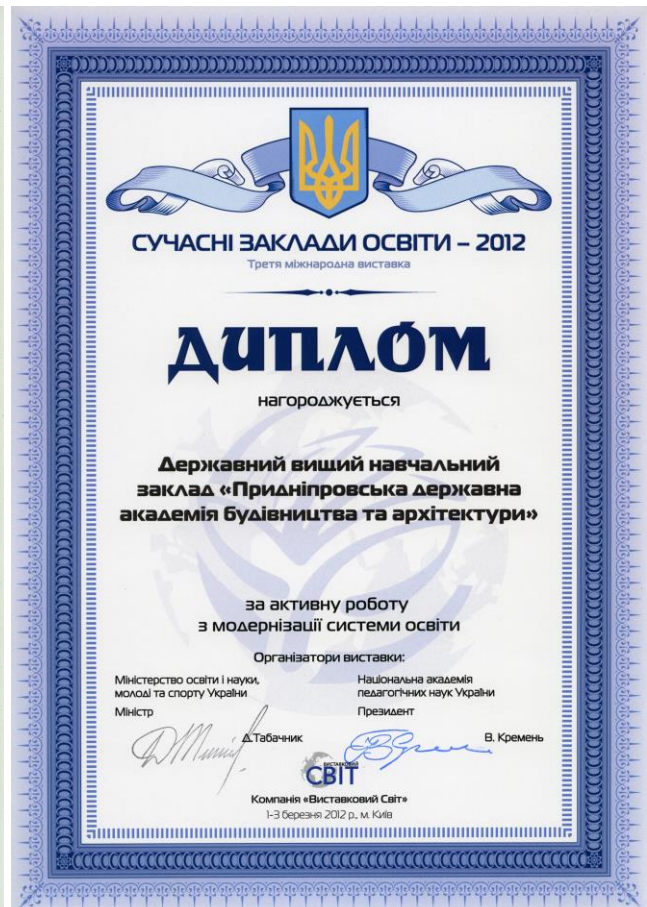 СУЧАСНІ ЗАКЛАДИ ОСВІТИ – 2012
Третя міжнародна виставка
ДИПЛОМ
нагороджується
Державний вищий навчальний
заклад «Придніпровська державна
академія будівництва та архітектури»
за активну роботу
з модернізації системи освіти
Організатори виставки:
Міністерство освіти і науки,
молоді та спорту України
Міністр
Д.Табачник
Національна академія
педагогічних наук України
Президент
В. Кремень
ВИСТАВКОВИЙ
СВІТ
Компанія «Виставковий Світ»
1-3 березня 2012 р., м. Київ